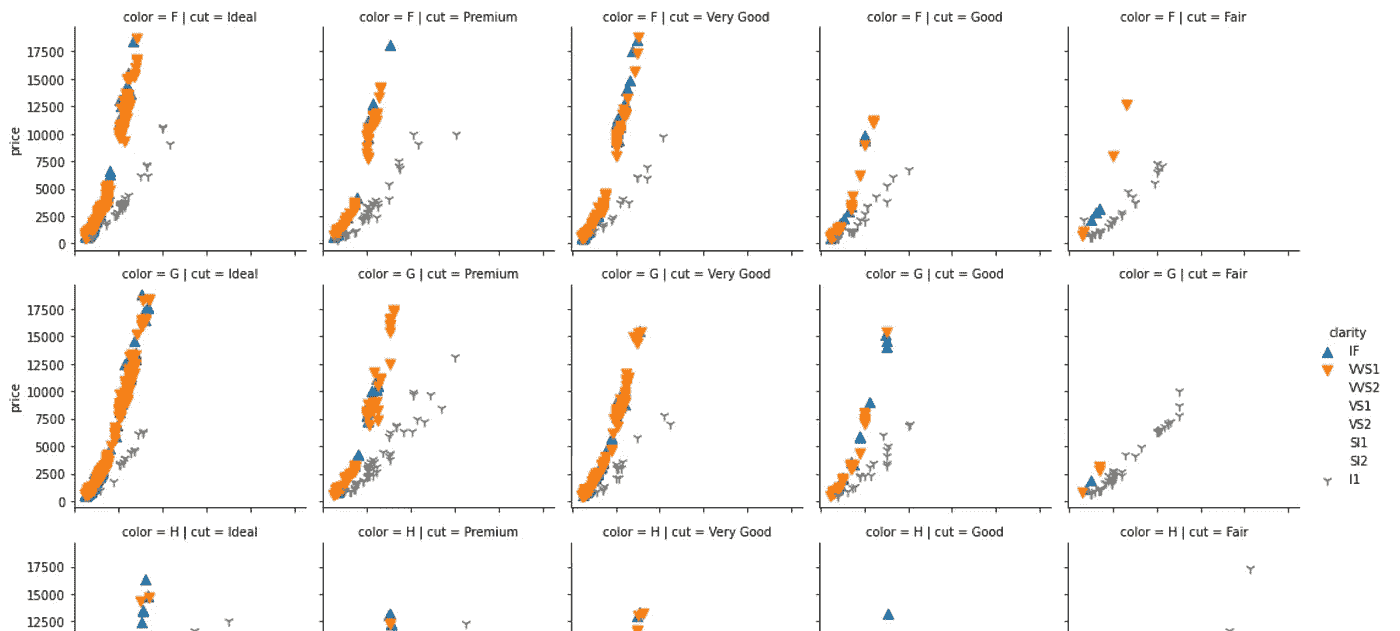 color = F | cut = Ideal
color = F | cut = Premium
color = F | cut = Very Good
color = F | cut = Good
color = F | cut = Fair
17500
15000
12500
10000
7500
5000
2500
0
price
color = G | cut = Ideal
color = G | cut = Premium
color = G | cut = Very Good
color = G | cut = Good
color = G | cut = Fair
17500
15000
12500
10000
7500
5000
2500
0
price
clarity
IF
VVS1
VVS2
VS1
VS2
SI1
SI2
I1
color = H | cut = Ideal
color = H | cut = Premium
color = H | cut = Very Good
color = H | cut = Good
color = H | cut = Fair
17500
15000
12500